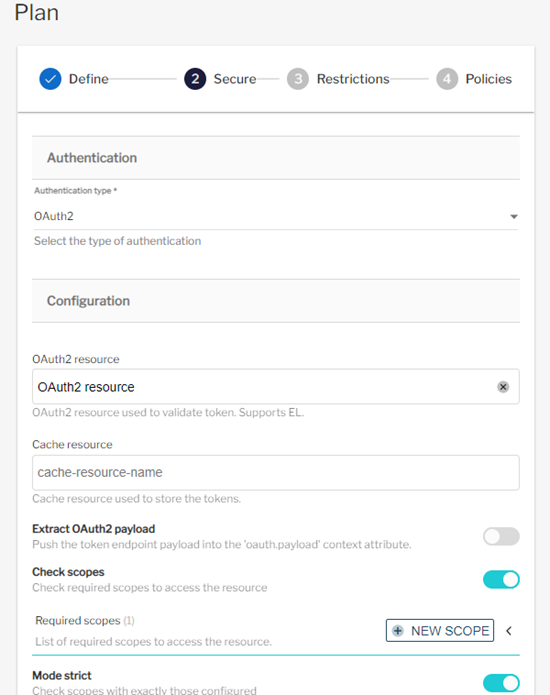 Plan
Define
2 Secure
3 Restrictions
4 Policies
Authentication
Authentication type *
OAuth2
Select the type of authentication
Configuration
OAuth2 resource
OAuth2 resource
OAuth2 resource used to validate token. Supports EL.
Cache resource
cache-resource-name
Cache resource used to store the tokens.
Extract OAuth2 payload
Push the token endpoint payload into the 'oauth.payload' context attribute.
Check scopes
Check required scopes to access the resource
Required scopes (1)
NEW SCOPE
List of required scopes to access the resource.
Mode strict
Check scopes with exactly those configured